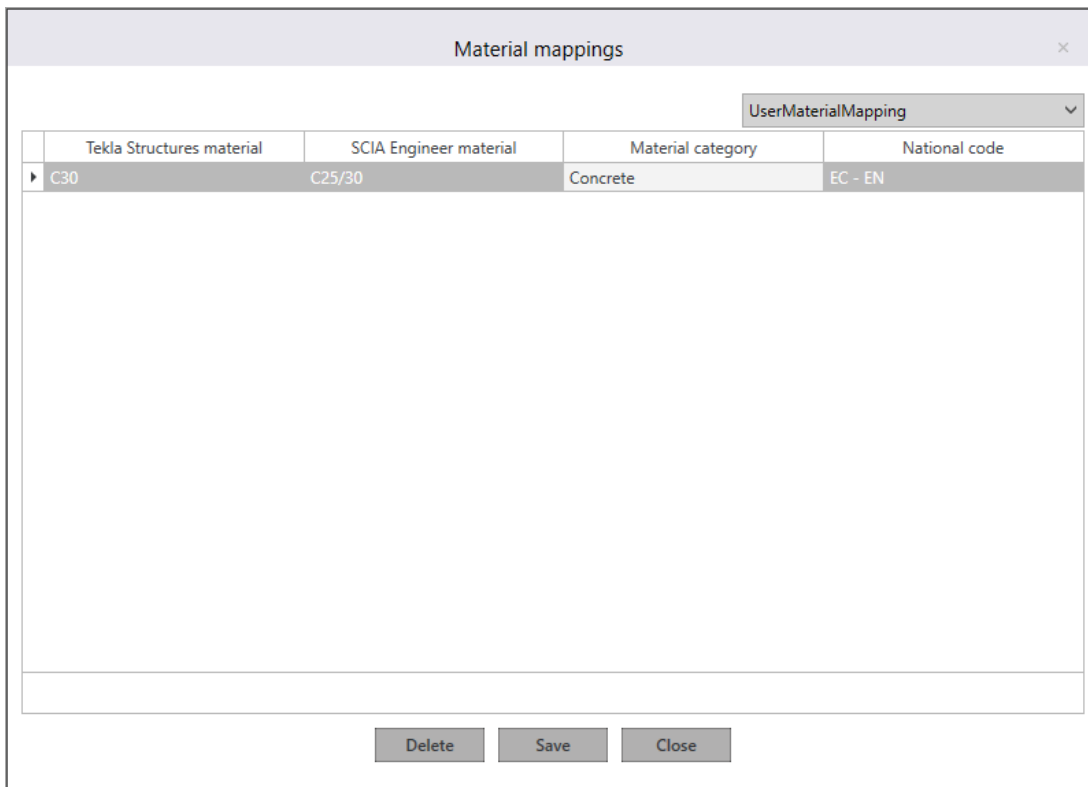 Material mappings
UserMaterialMapping
Tekla Structures material SCIA Engineer material Material category National code
C30 C25/30 Concrete EC - EN
Delete Save Close